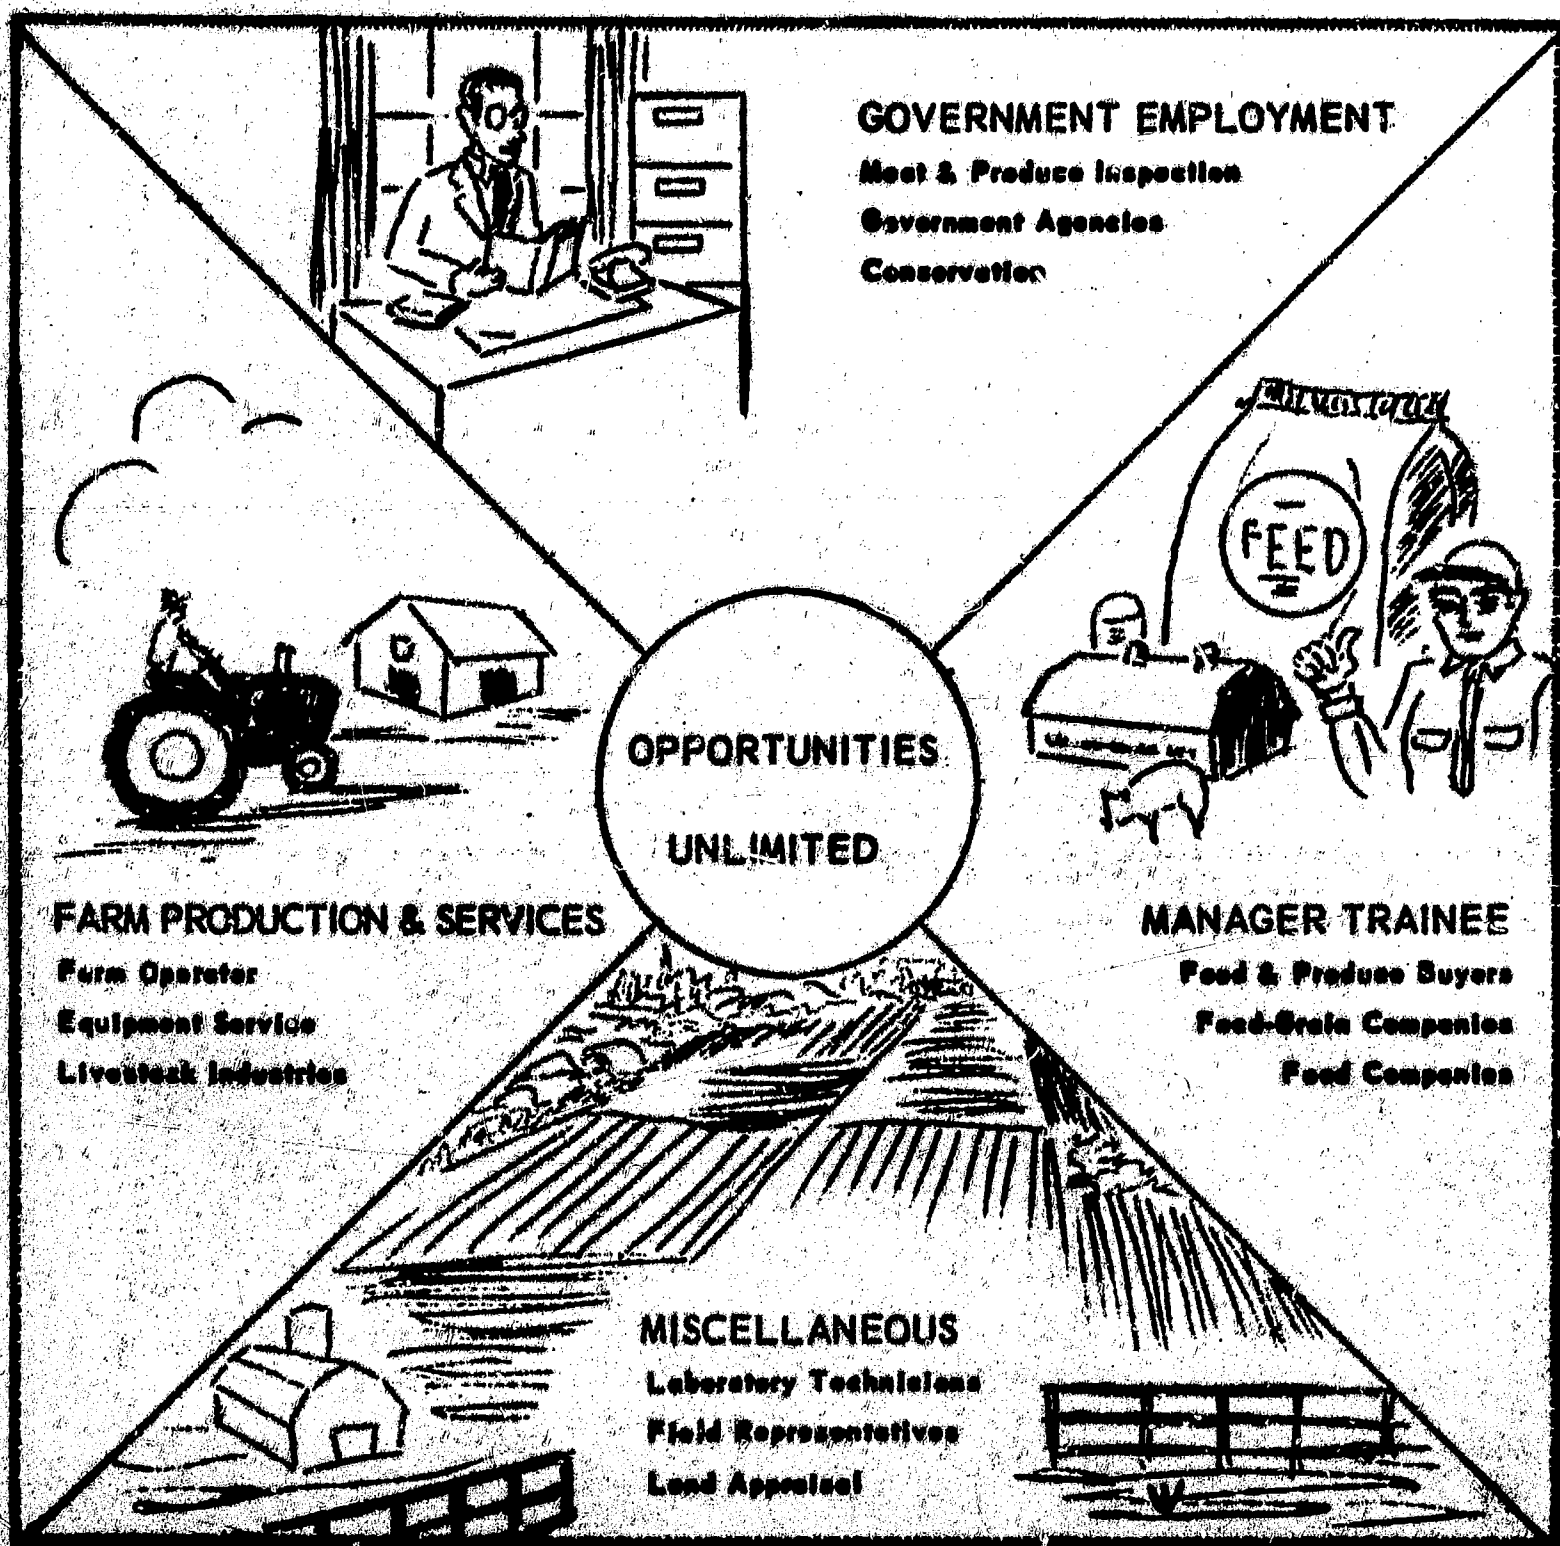 GOVERNMENT EMPLOYMENT
Meat & Produce Inspection
Government Agencies
Conservation
FEED
OPPORTUNITIES
UNLIMITED
FARM PRODUCTION & SERVICES
Farm Operator
Equipment Service
Livestock Industries
MANAGER TRAINEE
Food & Produce Buyers
Feed-Grain Companies
Food Companies
MISCELLANEOUS
Laboratory Technicians
Field Representatives
Land Appraisal